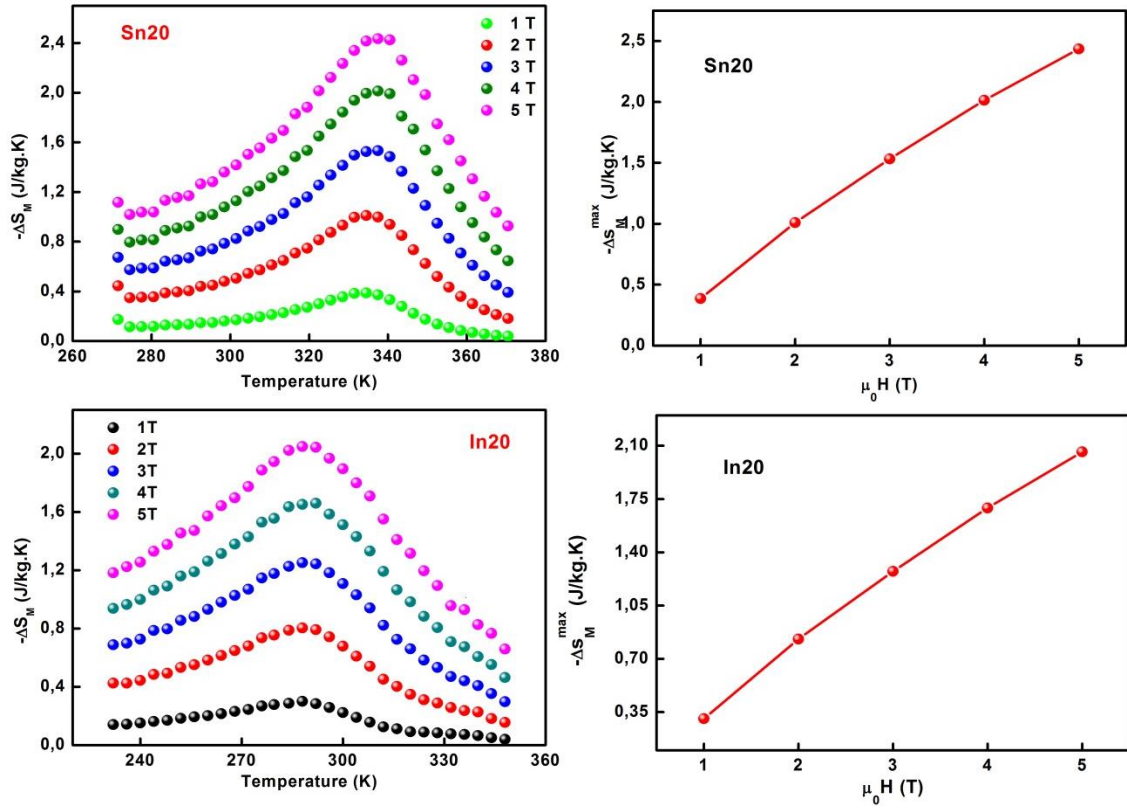 Sn20
1 T
2 T
3 T
4 T
5 T
-ΔS_M (J/kg.K)
2,4
2,0
1,6
1,2
0,8
0,4
0,0
260 280 300 320 340 360 380
Temperature (K)
Sn20
-Δs_M^max (J/kg.K)
2,5
2,0
1,5
1,0
0,5
0,0
1 2 3 4 5
μ₀H (T)
In20
1T
2T
3T
4T
5T
-ΔS_M (J/kg.K)
2,0
1,6
1,2
0,8
0,4
0,0
240 270 300 330 360
Temperature (K)
In20
-Δs_M^max (J/kg.K)
2,10
1,75
1,40
1,05
0,70
0,35
1 2 3 4 5
μ₀H (T)